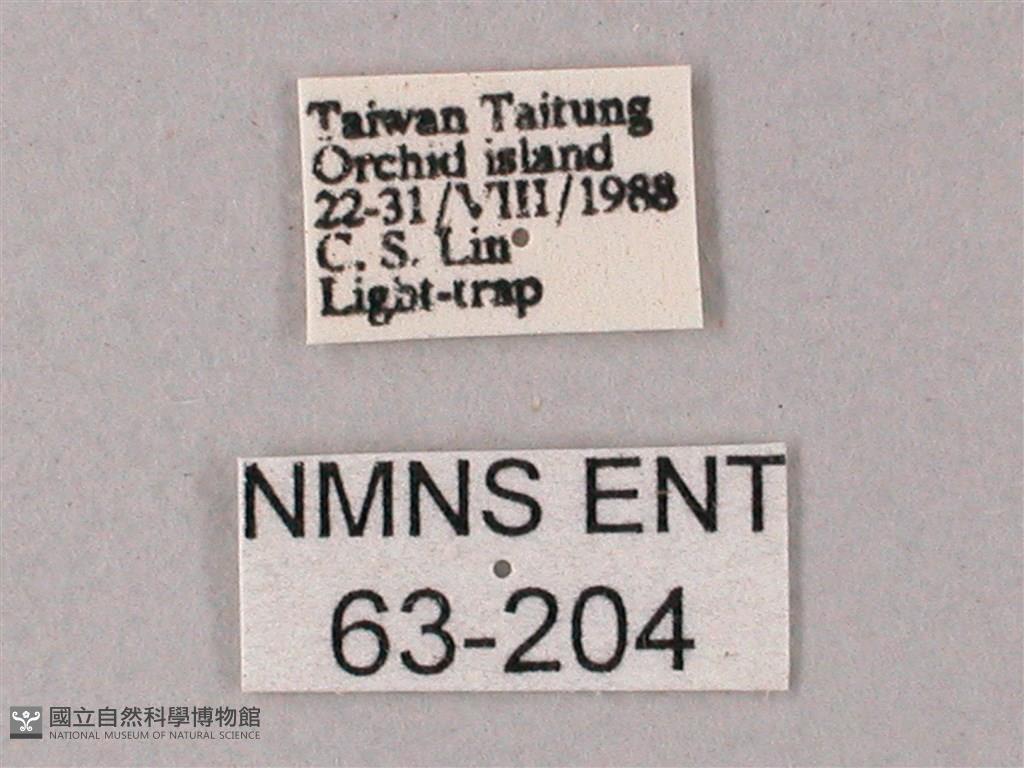 Taiwan Taitung
Orchid island
22-31/VIII/1988
C. S. Lin
Light-trap
NMNS ENT
63-204
國立自然科學博物館
NATIONAL MUSEUM OF NATURAL SCIENCE